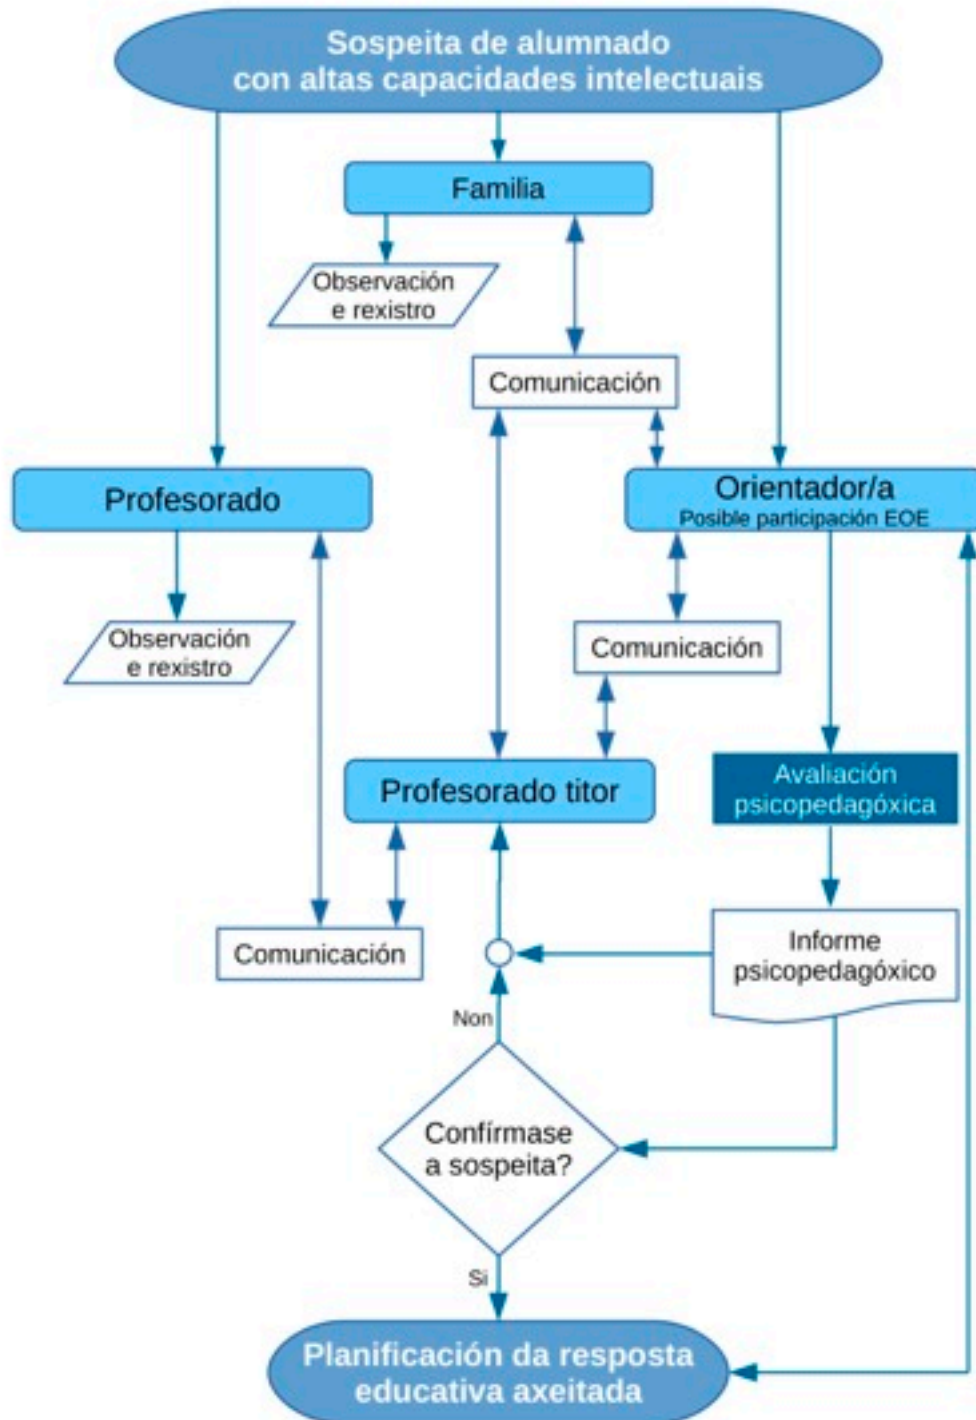 Sospeita de alumnado
con altas capacidades intelectuais
Familia
Observación
e rexistro
Comunicación
Profesorado
Orientador/a
Posible participación EOE
Observación
e rexistro
Comunicación
Profesorado titor
Avaliación
psicopedagóxica
Comunicación
Informe
psicopedagóxico
Non
Confírmase
a sospeita?
Si
Planificación da resposta
educativa axeitada